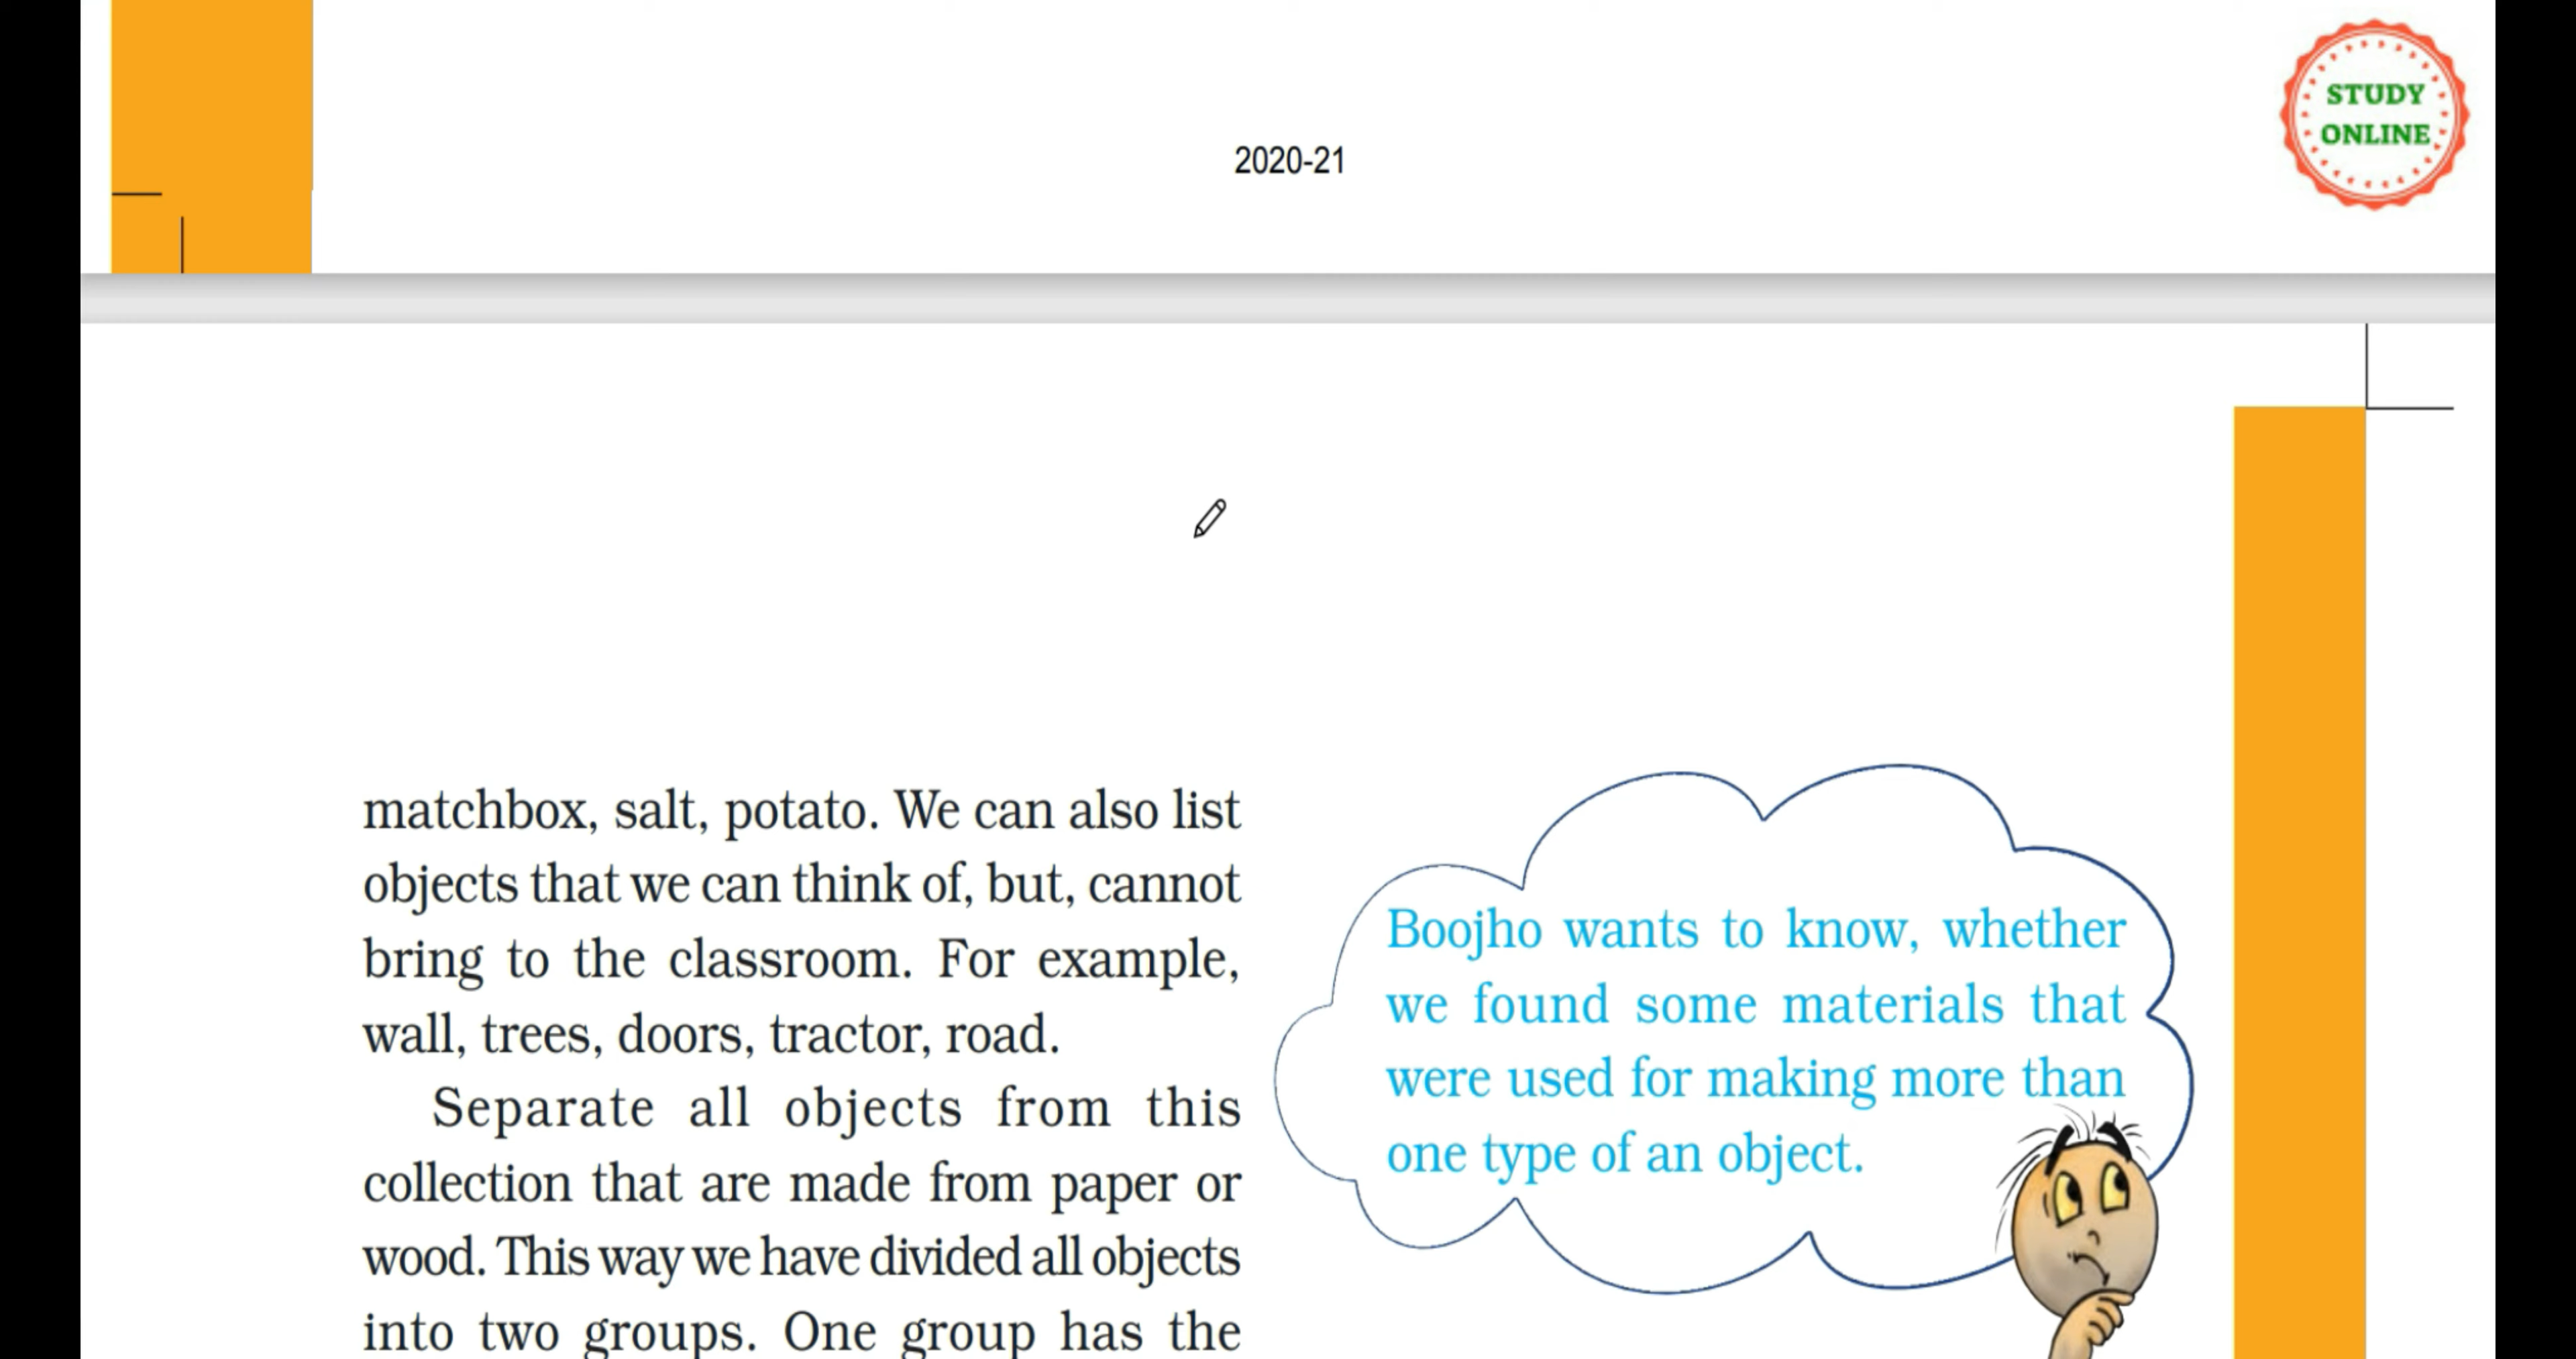 STUDY
ONLINE
2020-21
matchbox, salt, potato. We can also list
objects that we can think of, but, cannot
bring to the classroom. For example,
wall, trees, doors, tractor, road.
Separate all objects from this
collection that are made from paper or
wood. This way we have divided all objects
into two groups. One group has the
Boojho wants to know, whether
we found some materials that
were used for making more than
one type of an object.